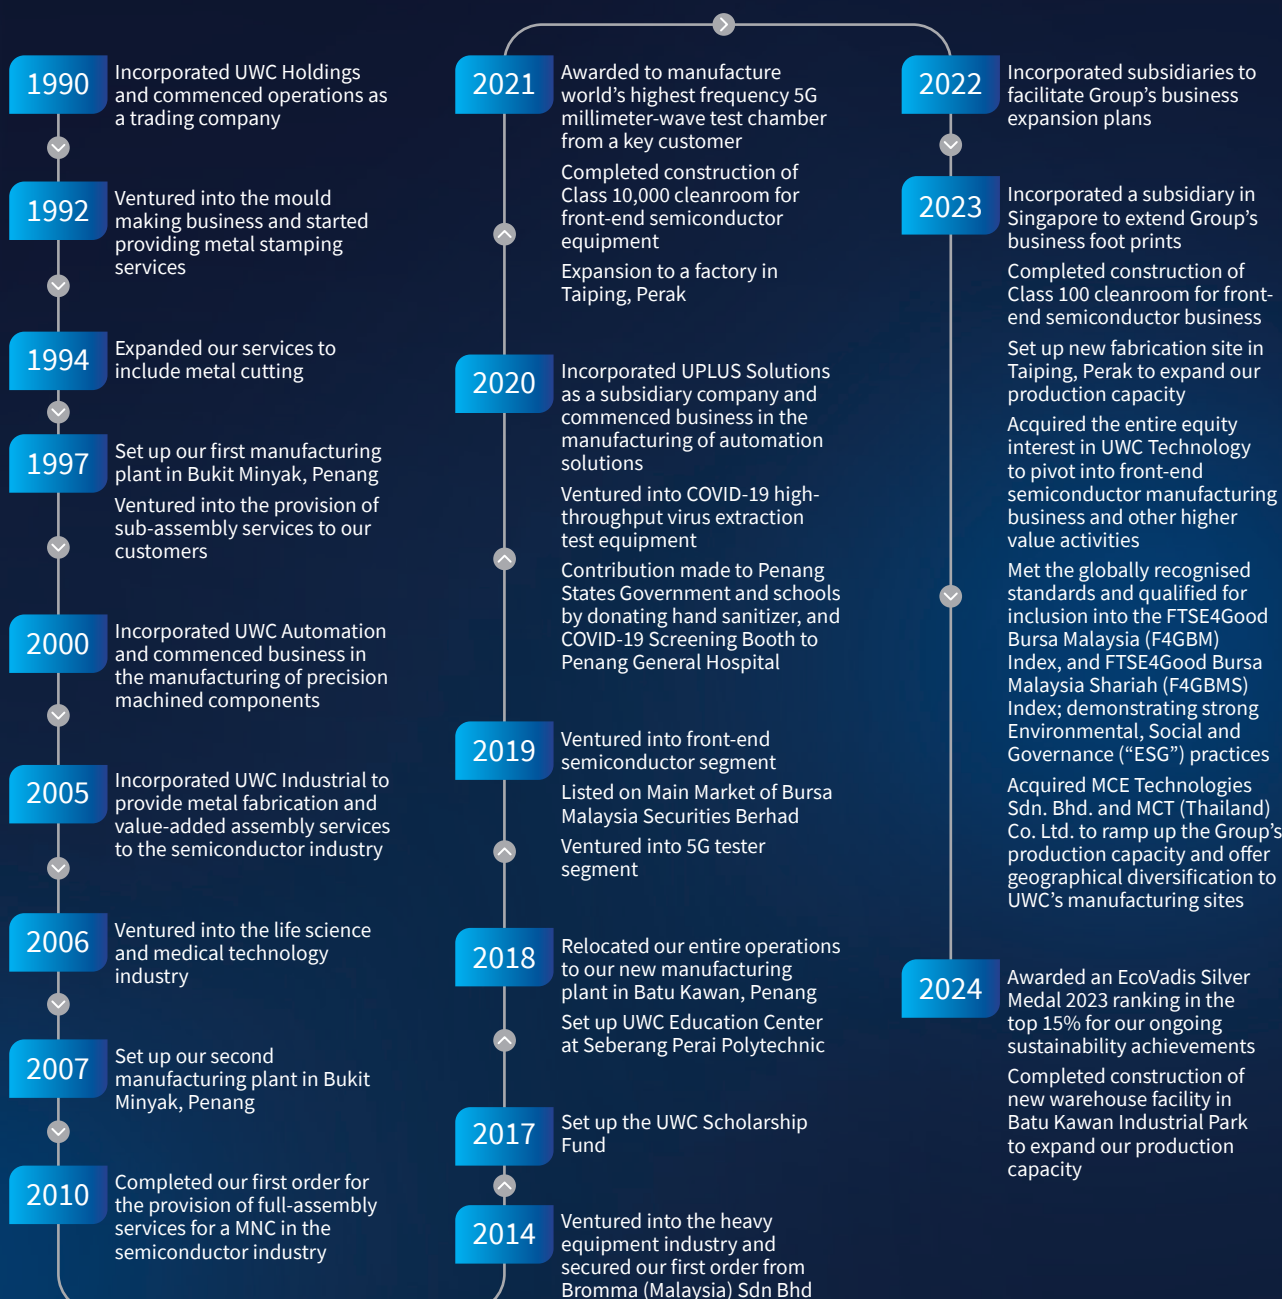 1990
Incorporated UWC Holdings
and commenced operations as
a trading company
1992
Ventured into the mould
making business and started
providing metal stamping
services
1994
Expanded our services to
include metal cutting
1997
Set up our first manufacturing
plant in Bukit Minyak, Penang
Ventured into the provision of
sub-assembly services to our
customers
2000
Incorporated UWC Automation
and commenced business in
the manufacturing of precision
machined components
2005
Incorporated UWC Industrial to
provide metal fabrication and
value-added assembly services
to the semiconductor industry
2006
Ventured into the life science
and medical technology
industry
2007
Set up our second
manufacturing plant in Bukit
Minyak, Penang
2010
Completed our first order for
the provision of full-assembly
services for a MNC in the
semiconductor industry
2014
Ventured into the heavy
equipment industry and
secured our first order from
Bromma (Malaysia) Sdn Bhd
2017
Set up the UWC Scholarship
Fund
2018
Relocated our entire operations
to our new manufacturing
plant in Batu Kawan, Penang
Set up UWC Education Center
at Seberang Perai Polytechnic
2019
Ventured into front-end
semiconductor segment
Listed on Main Market of Bursa
Malaysia Securities Berhad
Ventured into 5G tester
segment
2020
Incorporated UPLUS Solutions
as a subsidiary company and
commenced business in the
manufacturing of automation
solutions
Ventured into COVID-19 high-
throughput virus extraction
test equipment
Contribution made to Penang
States Government and schools
by donating hand sanitizer, and
COVID-19 Screening Booth to
Penang General Hospital
2021
Awarded to manufacture
world's highest frequency 5G
millimeter-wave test chamber
from a key customer
Completed construction of
Class 10,000 cleanroom for
front-end semiconductor
equipment
Expansion to a factory in
Taiping, Perak
2022
Incorporated subsidiaries to
facilitate Group's business
expansion plans
2023
Incorporated a subsidiary in
Singapore to extend Group's
business foot prints
Completed construction of
Class 100 cleanroom for front-
end semiconductor business
Set up new fabrication site in
Taiping, Perak to expand our
production capacity
Acquired the entire equity
interest in UWC Technology
to pivot into front-end
semiconductor manufacturing
business and other higher
value activities
Met the globally recognised
standards and qualified for
inclusion into the FTSE4Good
Bursa Malaysia (F4GBM)
Index, and FTSE4Good Bursa
Malaysia Shariah (F4GBMS)
Index; demonstrating strong
Environmental, Social and
Governance (“ESG”) practices
Acquired MCE Technologies
Sdn. Bhd. and MCT (Thailand)
Co. Ltd. to ramp up the Group's
production capacity and offer
geographical diversification to
UWC's manufacturing sites
2024
Awarded an EcoVadis Silver
Medal 2023 ranking in the
top 15% for our ongoing
sustainability achievements
Completed construction of
new warehouse facility in
Batu Kawan Industrial Park
to expand our production
capacity